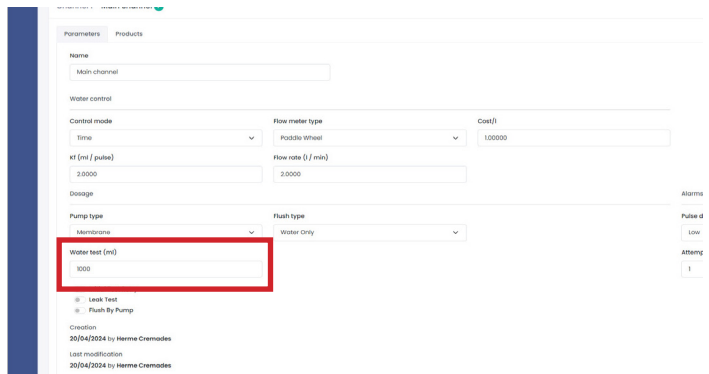 Parameters Products
Name
Main channel
Water control
Control mode Flow meter type Cost/l
Time Paddle Wheel 1.00000
Kf (ml / pulse) Flow rate (l / min)
2.0000 2.0000
Dosage Alarms
Pump type Flush type Pulse d
Membrane Water Only Low
Water test (ml) Attemp
1000 1
Leak Test
Flush By Pump
Creation
20/04/2024 by Herme Cremades
Last modification
20/04/2024 by Herme Cremades